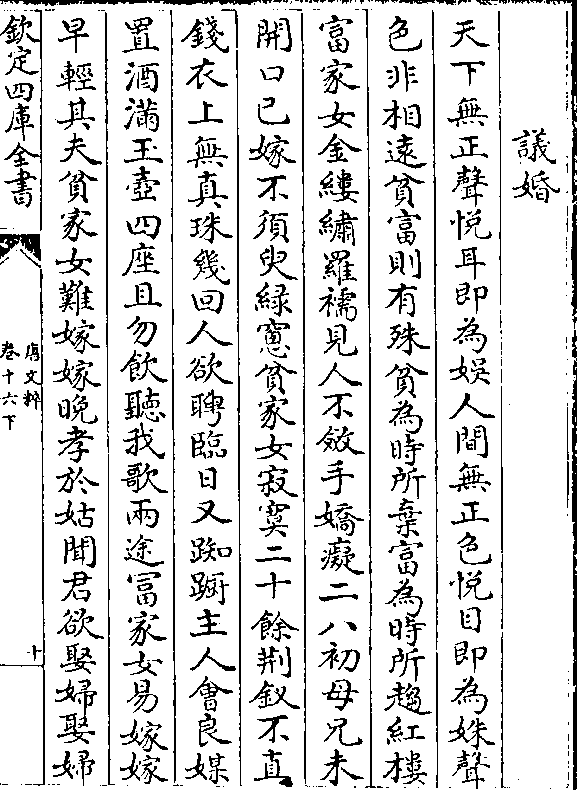 議婚
天下無正聲悅耳即為娛人間無正色悅目即為姝聲
色非相遠貧富則有殊貧為時所棄富為時所趨紅樓
富家女金縷繡羅襦見人不斂手嬌癡二八初母兄未
開口已嫁不須臾緑窻貧家女寂寞二十餘荆釵不直
錢衣上無真珠幾回人欲聘臨日又踟蹰主人㑹良媒
置酒滿玉壺四座且勿飲聽我歌兩途富家女易嫁嫁
早輕其夫貧家女難嫁嫁晚孝於姑聞君欲娶婦娶婦
欽定四庫全書
唐文粹
卷十六下
十